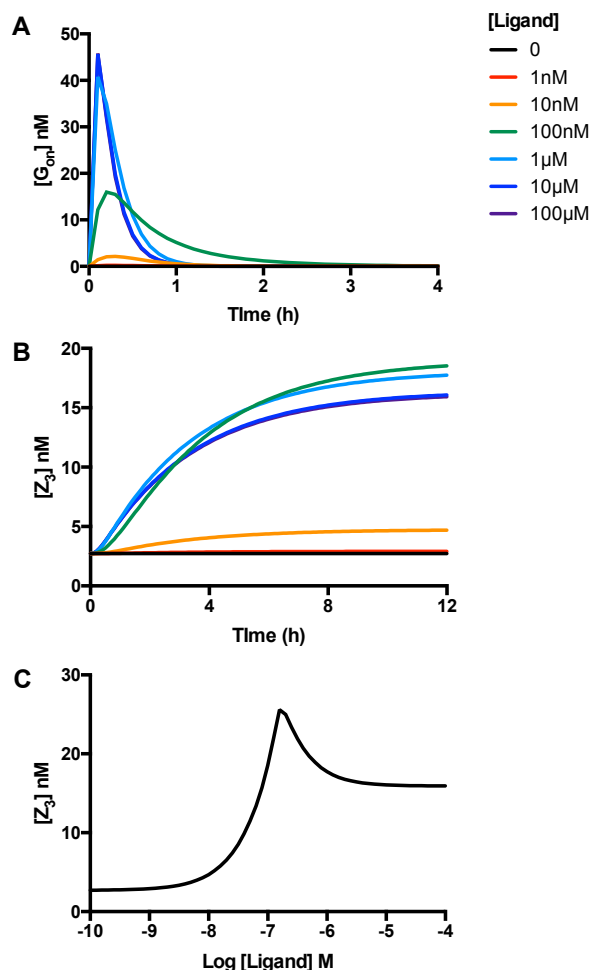 A
[Ligand]
0
1nM
10nM
100nM
1μM
10μM
100μM
50
40
30
20
10
0
[Gon] nM
0
1
2
3
4
TIme (h)
B
20
15
10
5
0
[Z3] nM
0
4
8
12
TIme (h)
C
30
20
10
0
[Z3] nM
-10
-9
-8
-7
-6
-5
-4
Log [Ligand] M